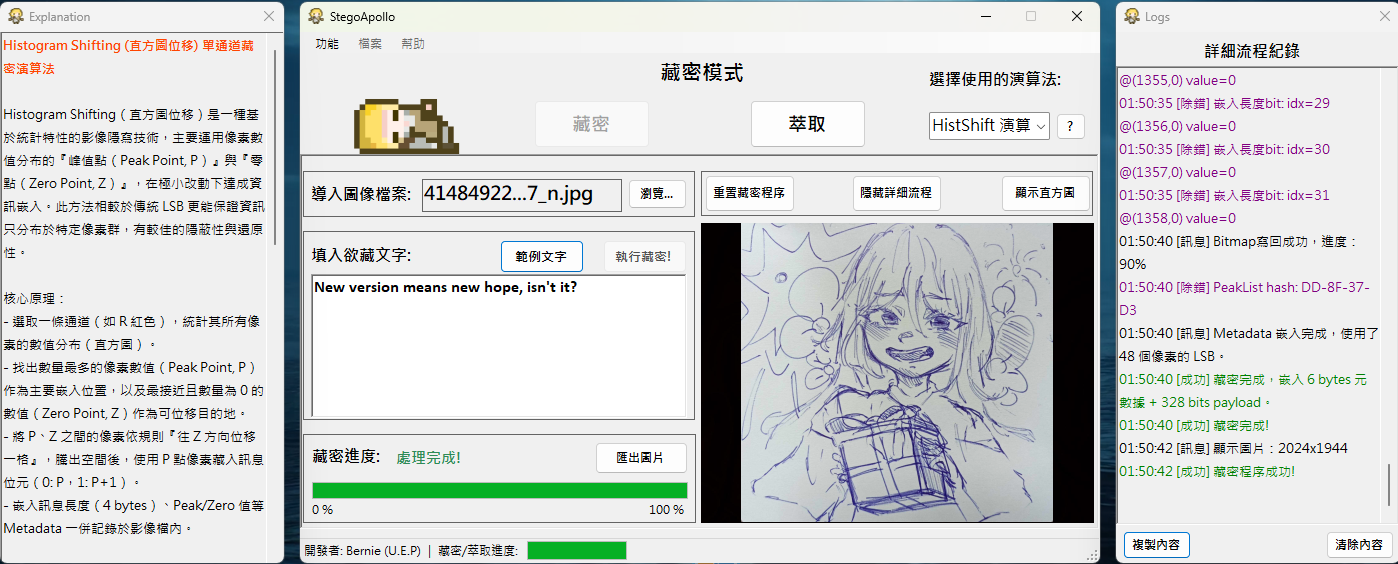 Explanation
Histogram Shifting (直方圖位移) 單通道藏
密演算法
Histogram Shifting（直方圖位移）是一種基
於統計特性的影像隱寫技術，主要運用像素數
值分布的『峰值點（Peak Point, P）』與『零
點（Zero Point, Z）』，在極小改動下達成資
訊嵌入。此方法相較於傳統 LSB 更能保證資訊
只分布於特定像素群，有較佳的隱蔽性與還原
性。
核心原理：
- 選取一條通道（如 R 紅色），統計其所有像
素的數值分布（直方圖）。
- 找出數量最多的像素數值（Peak Point, P）
作為主要嵌入位置，以及最接近且數量為 0 的
數值（Zero Point, Z）作為可位移目的地。
- 將 P、Z 之間的像素依規則『往 Z 方向位移
一格』，騰出空間後，使用 P 點像素藏入訊息
位元（0: P，1: P+1）。
- 嵌入訊息長度（4 bytes）、Peak/Zero 值等
Metadata 一併記錄於影像檔內。
StegoApollo
功能 檔案 幫助
藏密模式
選擇使用的演算法:
藏密 萃取 HistShift 演算 ?
導入圖像檔案: 41484922...7_n.jpg 瀏覽...
重置藏密程序 隱藏詳細流程 顯示直方圖
填入欲藏文字: 範例文字 執行藏密!
New version means new hope, isn't it?
藏密進度: 處理完成! 匯出圖片
0 % 100 %
開發者: Bernie (U.E.P) | 藏密/萃取進度:
Logs
詳細流程紀錄
@(1355,0) value=0
01:50:35 [除錯] 嵌入長度bit: idx=29
@(1356,0) value=0
01:50:35 [除錯] 嵌入長度bit: idx=30
@(1357,0) value=0
01:50:35 [除錯] 嵌入長度bit: idx=31
@(1358,0) value=0
01:50:40 [訊息] Bitmap寫回成功，進度：
90%
01:50:40 [除錯] PeakList hash: DD-8F-37-
D3
01:50:40 [訊息] Metadata 嵌入完成，使用了
48 個像素的 LSB。
01:50:40 [成功] 藏密完成，嵌入 6 bytes 元
數據 + 328 bits payload。
01:50:40 [成功] 藏密完成!
01:50:42 [訊息] 顯示圖片：2024x1944
01:50:42 [成功] 藏密程序成功!
複製內容 清除內容